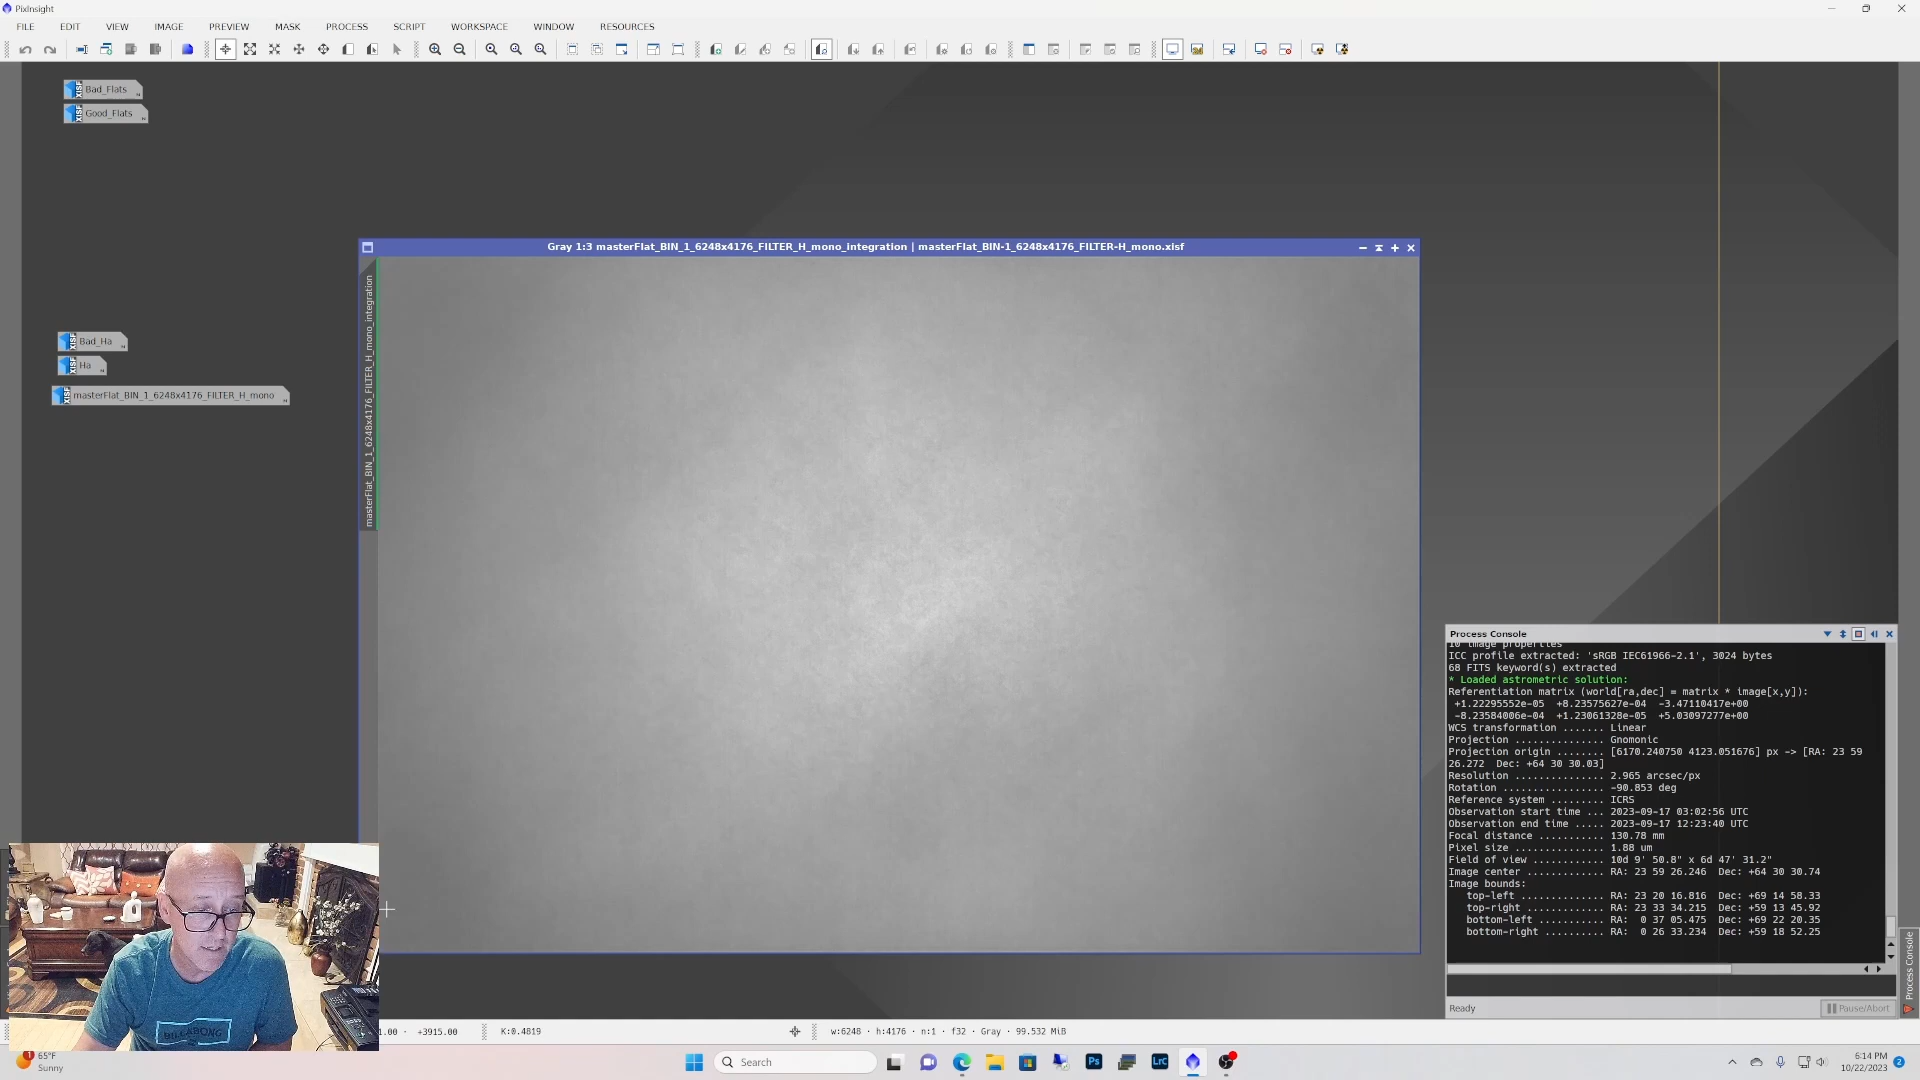 PixInsight
FILE EDIT VIEW IMAGE PREVIEW MASK PROCESS SCRIPT WORKSPACE WINDOW RESOURCES
Bad_Flats
Good_Flats
Gray 1:3 masterFlat_BIN_1_6248x4176_FILTER_H_mono_integration | masterFlat_BIN-1_6248x4176_FILTER-H_mono.xisf
masterFlat_BIN_1_6248x4176_FILTER_H_mono_integration
Bad_Ha
Ha
masterFlat_BIN_1_6248x4176_FILTER_H_mono
Process Console
10 image properties
ICC profile extracted: 'sRGB IEC61966-2.1', 3024 bytes
68 FITS keyword(s) extracted
* Loaded astrometric solution:
Referentiation matrix (world[ra,dec] = matrix * image[x,y]):
+1.22295552e-05 +8.23575627e-04 -3.47110417e+00
-8.23584006e-04 +1.23061328e-05 +5.03097277e+00
WCS transformation ....... Linear
Projection ............... Gnomonic
Projection origin ........ [6170.240750 4123.051676] px -> [RA: 23 59
26.272 Dec: +64 30 30.03]
Resolution ............... 2.965 arcsec/px
Rotation ................. -90.853 deg
Reference system ......... ICRS
Observation start time ... 2023-09-17 03:02:56 UTC
Observation end time ..... 2023-09-17 12:23:40 UTC
Focal distance ........... 130.78 mm
Pixel size ............... 1.88 um
Field of view ............ 10d 9' 50.8" x 6d 47' 31.2"
Image center ............. RA: 23 59 26.246 Dec: +64 30 30.74
Image bounds:
top-left .............. RA: 23 20 16.816 Dec: +69 14 58.33
top-right ............. RA: 23 33 34.215 Dec: +59 13 45.92
bottom-left ........... RA: 0 37 05.475 Dec: +69 22 20.35
bottom-right .......... RA: 0 26 33.234 Dec: +59 18 52.25
Process Console
Ready
Pause/Abort
BILLABONG
1.00 · +3915.00 K:0.4819 w:6248 · h:4176 · n:1 · f32 · Gray · 99.532 MiB
1
65°F
Sunny
Search
Ps
LrC
6:14 PM
10/22/2023
2